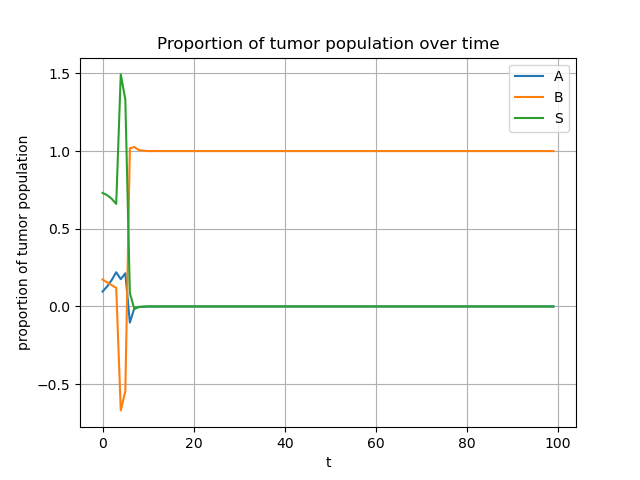 Proportion of tumor population over time
proportion of tumor population
1.5
1.0
0.5
0.0
−0.5
A
B
S
0
20
40
60
80
100
t